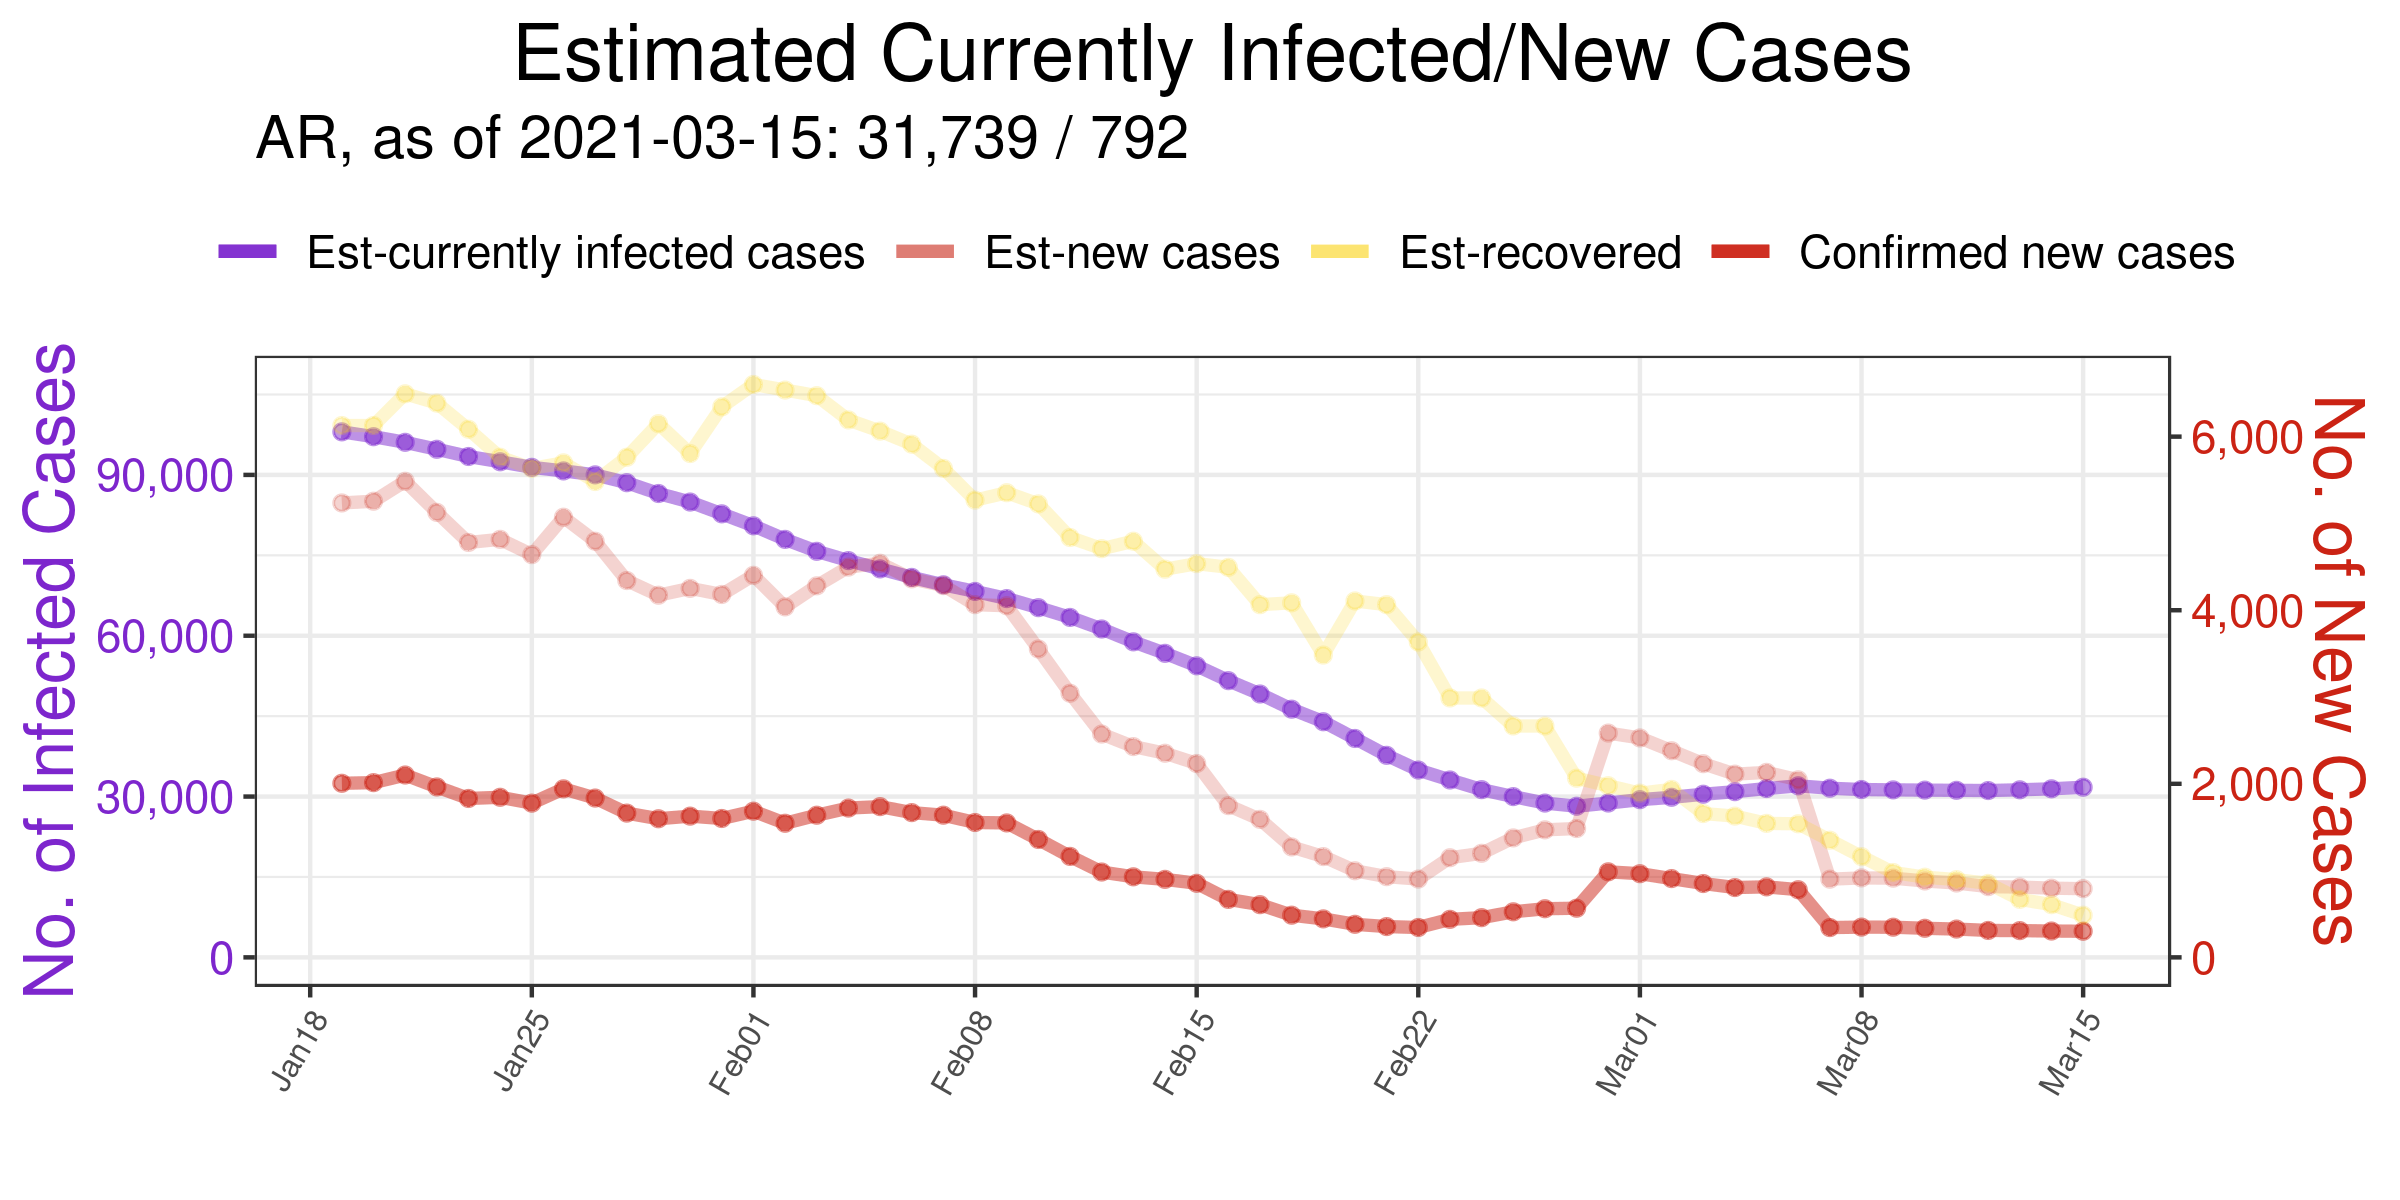 Estimated Currently Infected/New Cases
AR, as of 2021-03-15: 31,739 / 792
Est-currently infected cases Est-new cases Est-recovered Confirmed new cases
No. of Infected Cases
90,000
60,000
30,000
0
No. of New Cases
6,000
4,000
2,000
0
Jan18 Jan25 Feb01 Feb08 Feb15 Feb22 Mar01 Mar08 Mar15